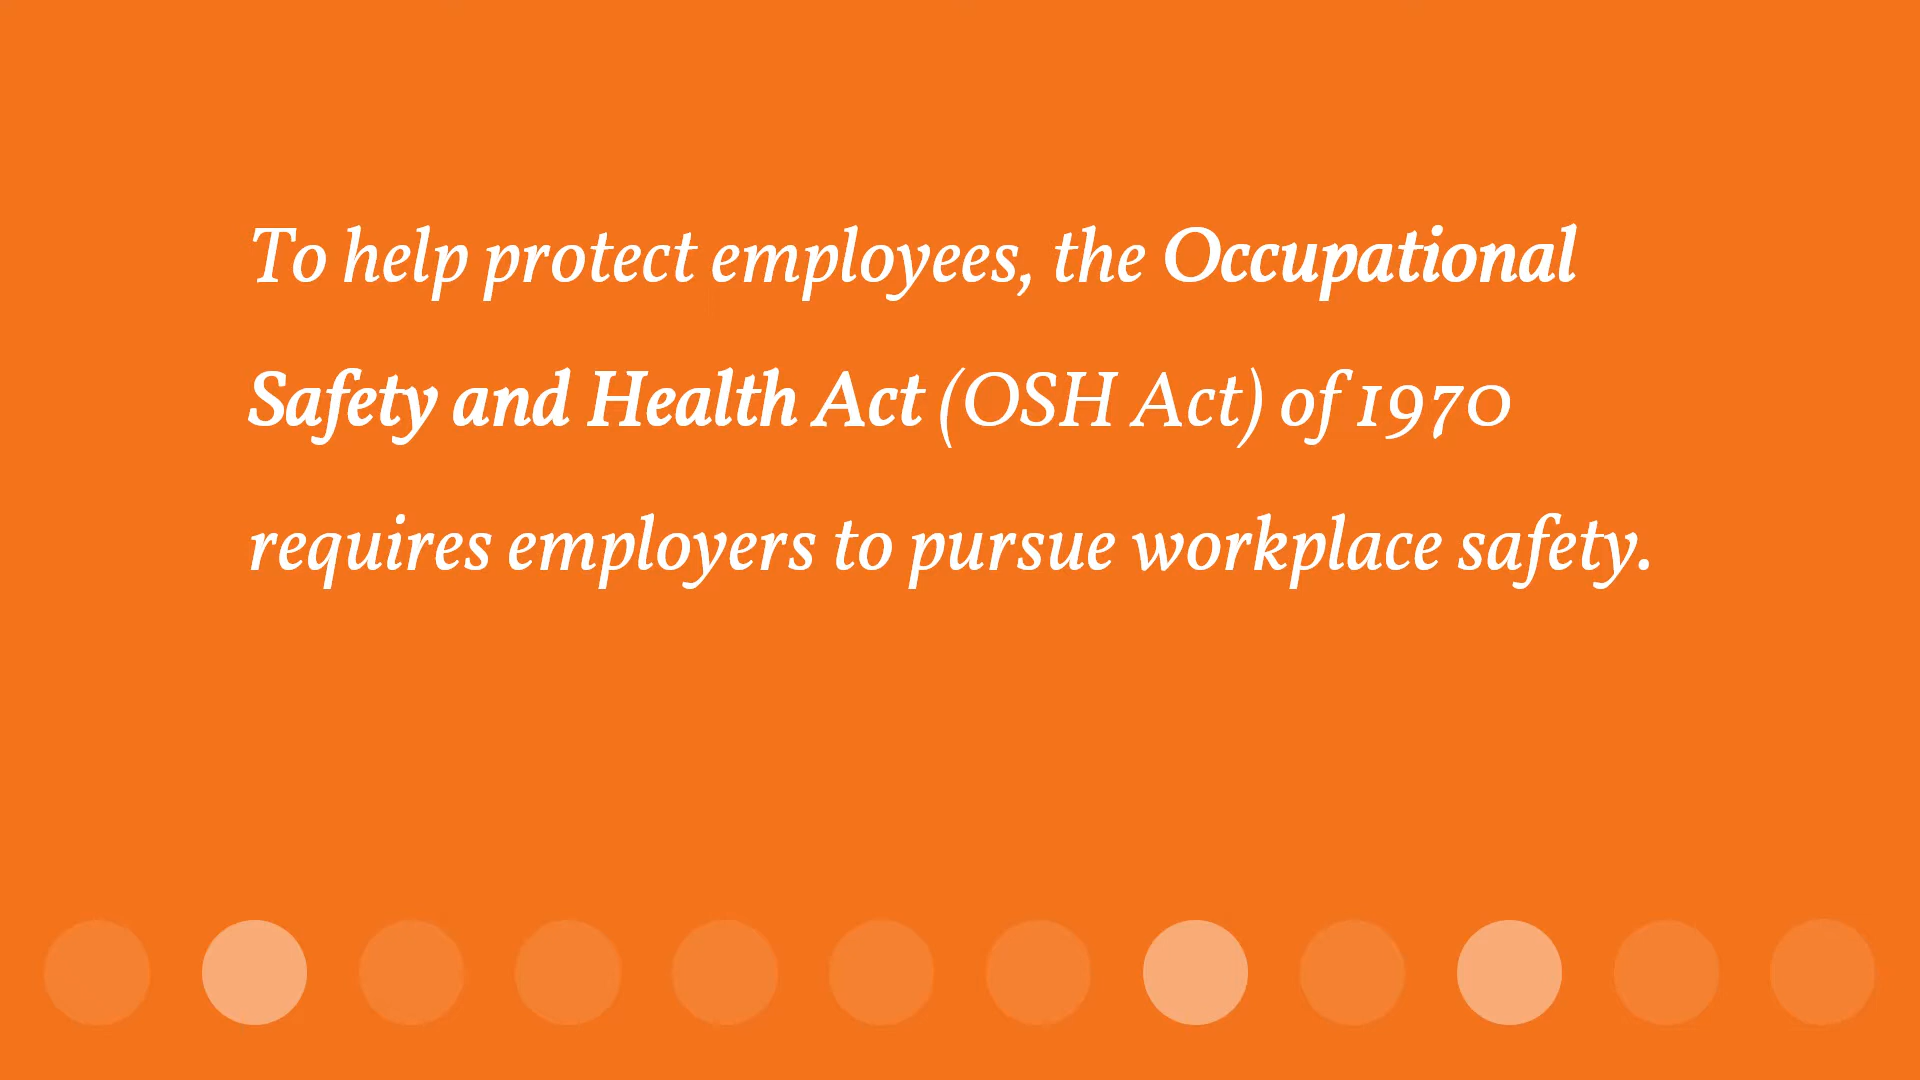 To help protect employees, the Occupational
Safety and Health Act (OSH Act) of 1970
requires employers to pursue workplace safety.